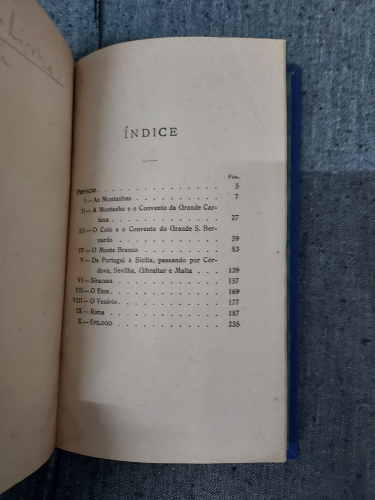 ÍNDICE
Pág.
PREFÁCIO . . . . . . . . . . . . . . . 5
I — As Montanhas . . . . . . . . . . . 7
II — A Montanha e o Convento da Grande Car-
tuxa . . . . . . . . . . . . . . . 27
III — O Colo e o Convento do Grande S. Ber-
nardo . . . . . . . . . . . . . . . 59
IV — O Monte Branco . . . . . . . . . . 83
V — De Portugal à Sicília, passando por Cór-
dova, Sevilha, Gibraltar e Malta . . . . 139
VI — Siracusa . . . . . . . . . . . . . 157
VII — O Etna . . . . . . . . . . . . . . 169
VIII — O Vesúvio . . . . . . . . . . . . . 177
IX — Roma . . . . . . . . . . . . . . . 187
X — EPÍLOGO . . . . . . . . . . . . . . 235